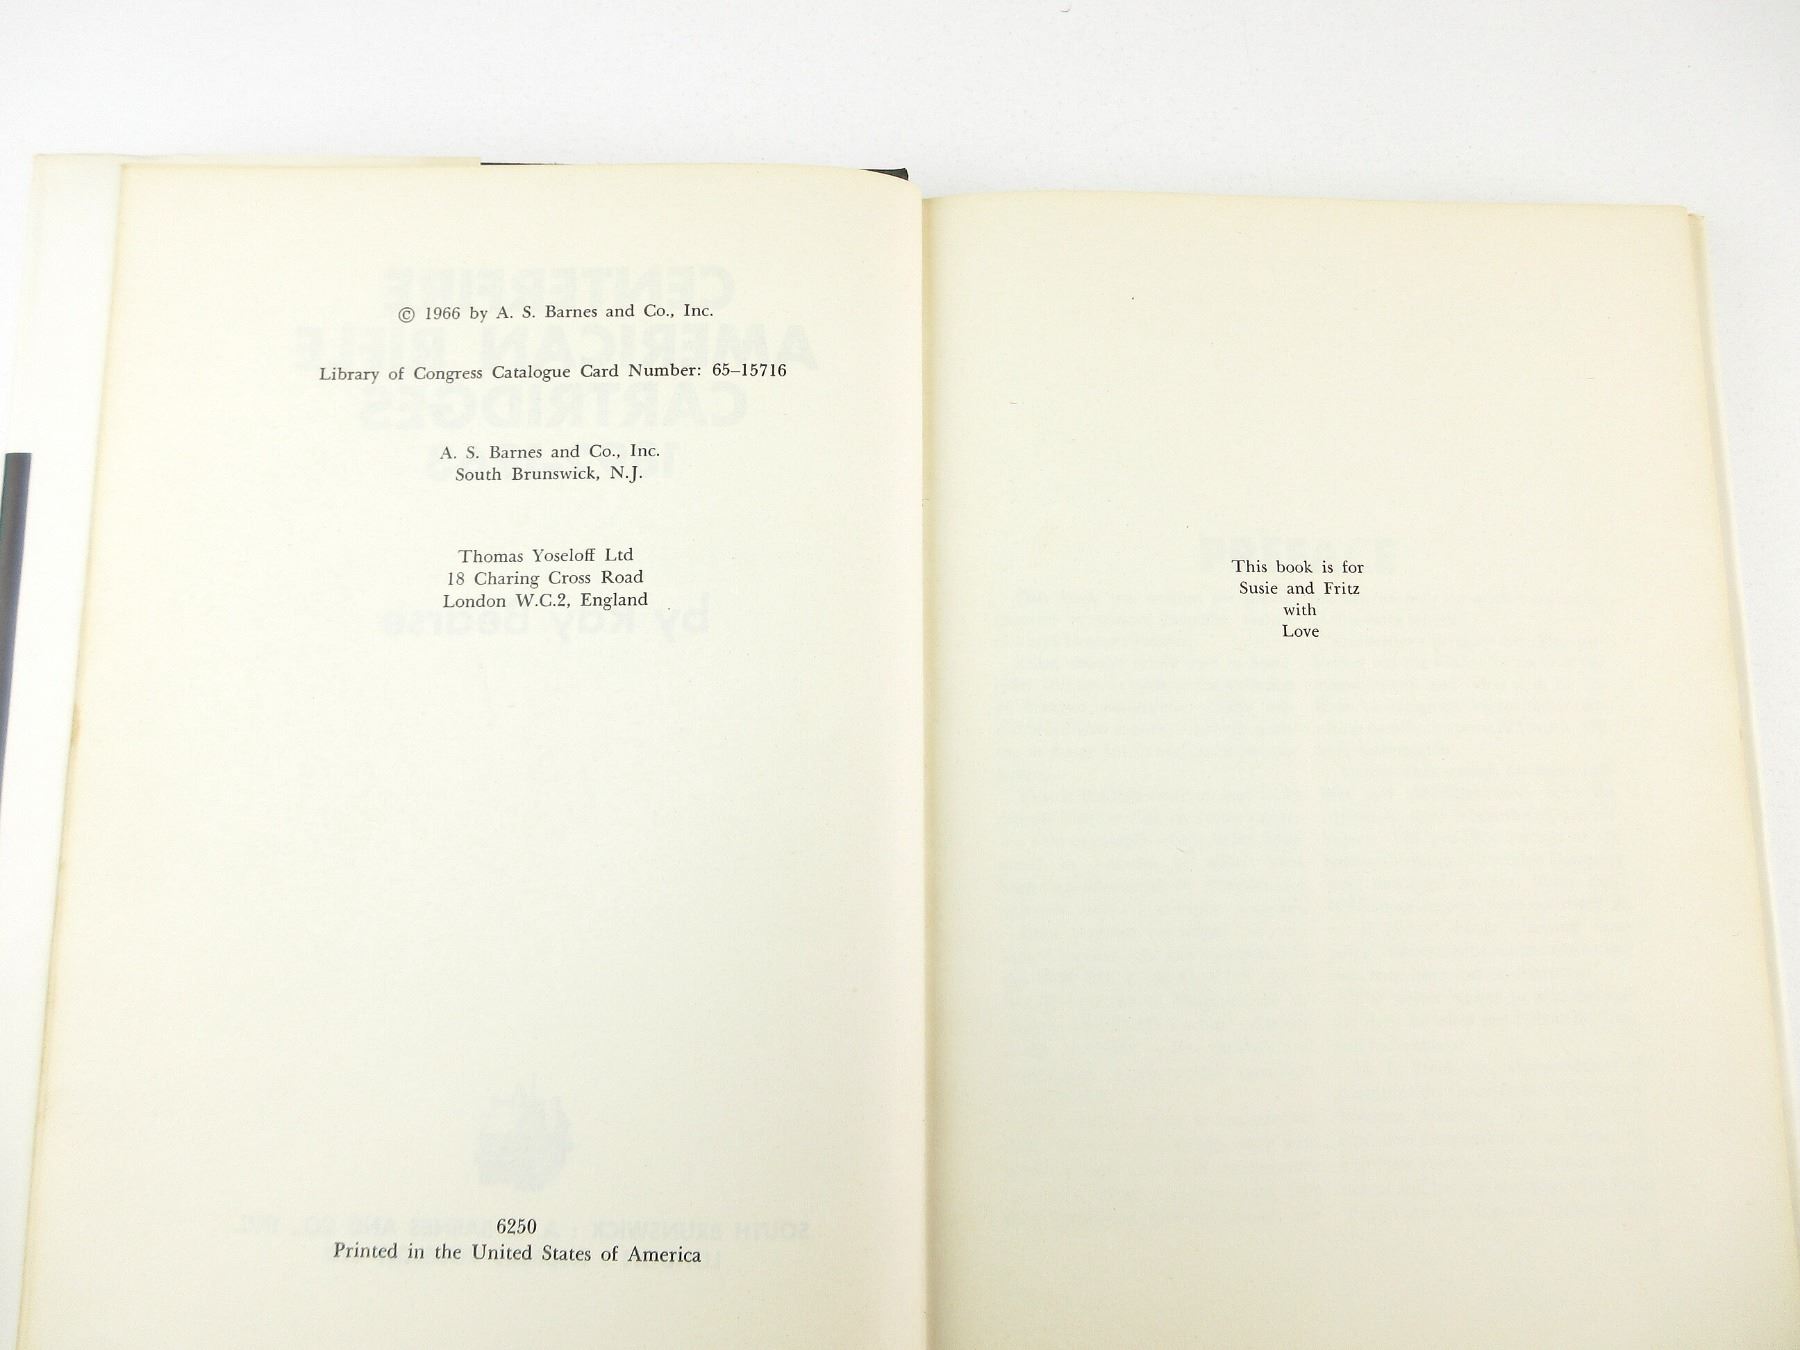 © 1966 by A. S. Barnes and Co., Inc.
Library of Congress Catalogue Card Number: 65–15716
A. S. Barnes and Co., Inc.
South Brunswick, N.J.
Thomas Yoseloff Ltd
18 Charing Cross Road
London W.C.2, England
6250
Printed in the United States of America
This book is for
Susie and Fritz
with
Love